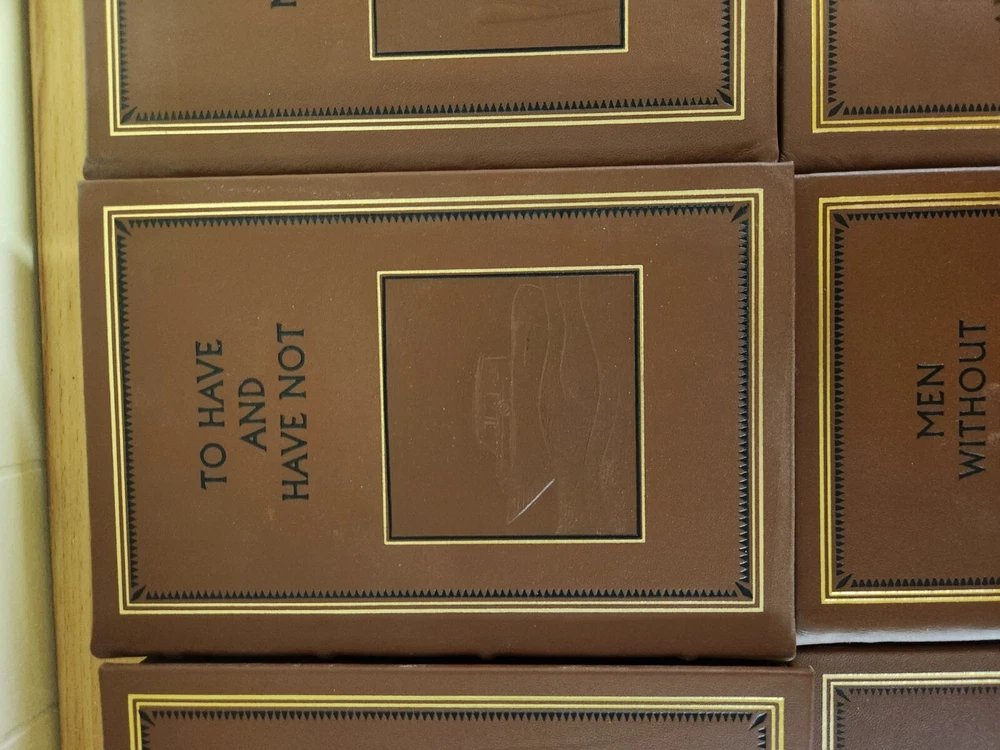 TO HAVE
AND
HAVE NOT
MEN
WITHOUT